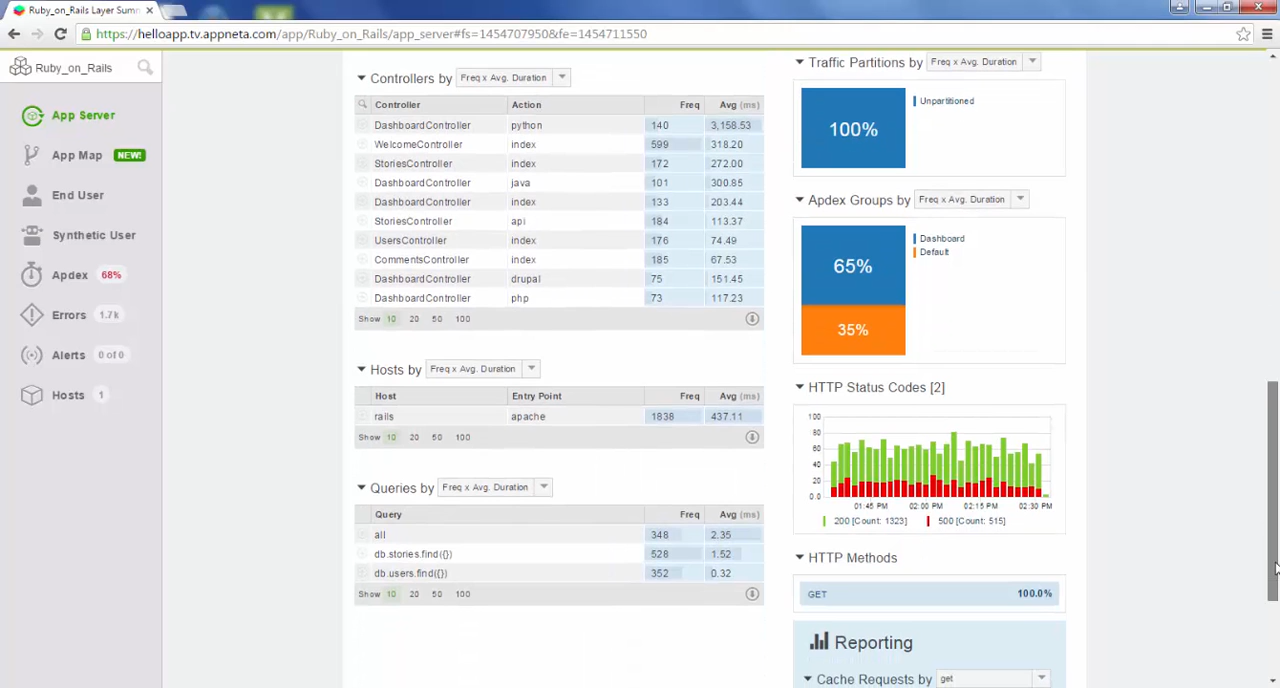 Ruby_on_Rails Layer Summ
https://helloapp.tv.appneta.com/app/Ruby_on_Rails/app_server#fs=1454707950&fe=1454711550
Ruby_on_Rails
App Server
App Map NEW!
End User
Synthetic User
Apdex 68%
Errors 1.7k
Alerts 0 of 0
Hosts 1
Controllers by Freq x Avg. Duration
Controller Action Freq Avg (ms)
DashboardController python 140 3,158.53
WelcomeController index 599 318.20
StoriesController index 172 272.00
DashboardController java 101 300.85
DashboardController index 133 203.44
StoriesController api 184 113.37
UsersController index 176 74.49
CommentsController index 185 67.53
DashboardController drupal 75 151.45
DashboardController php 73 117.23
Show 10 20 50 100
Hosts by Freq x Avg. Duration
Host Entry Point Freq Avg (ms)
rails apache 1838 437.11
Show 10 20 50 100
Queries by Freq x Avg. Duration
Query Freq Avg (ms)
all 348 2.35
db.stories.find({}) 528 1.52
db.users.find({}) 352 0.32
Show 10 20 50 100
Traffic Partitions by Freq x Avg. Duration
100% Unpartitioned
Apdex Groups by Freq x Avg. Duration
Dashboard
Default
65%
35%
HTTP Status Codes [2]
100
80
60
40
20
0.0
01:45 PM 02:00 PM 02:15 PM 02:30 PM
200 [Count: 1323] 500 [Count: 515]
HTTP Methods
GET 100.0%
Reporting
Cache Requests by get